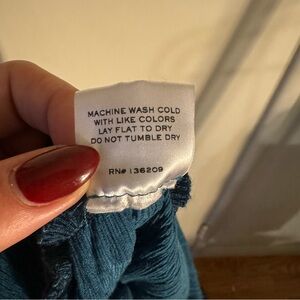 MACHINE WASH COLD
WITH LIKE COLORS
LAY FLAT TO DRY
DO NOT TUMBLE DRY
RN# 136209